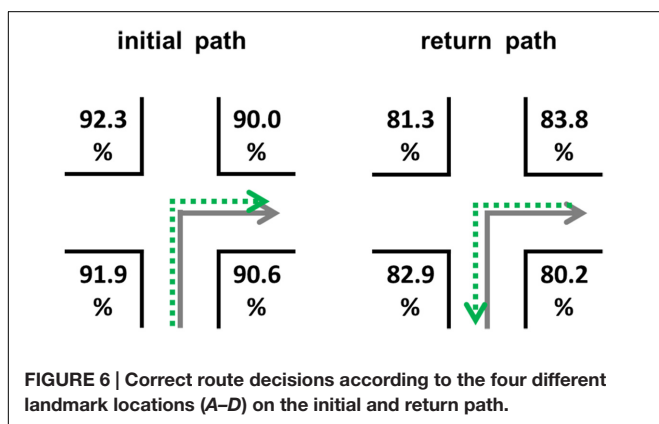 initial path return path
92.3 % 90.0 % 81.3 % 83.8 %
91.9 % 90.6 % 82.9 % 80.2 %
FIGURE 6 | Correct route decisions according to the four different
landmark locations (A–D) on the initial and return path.